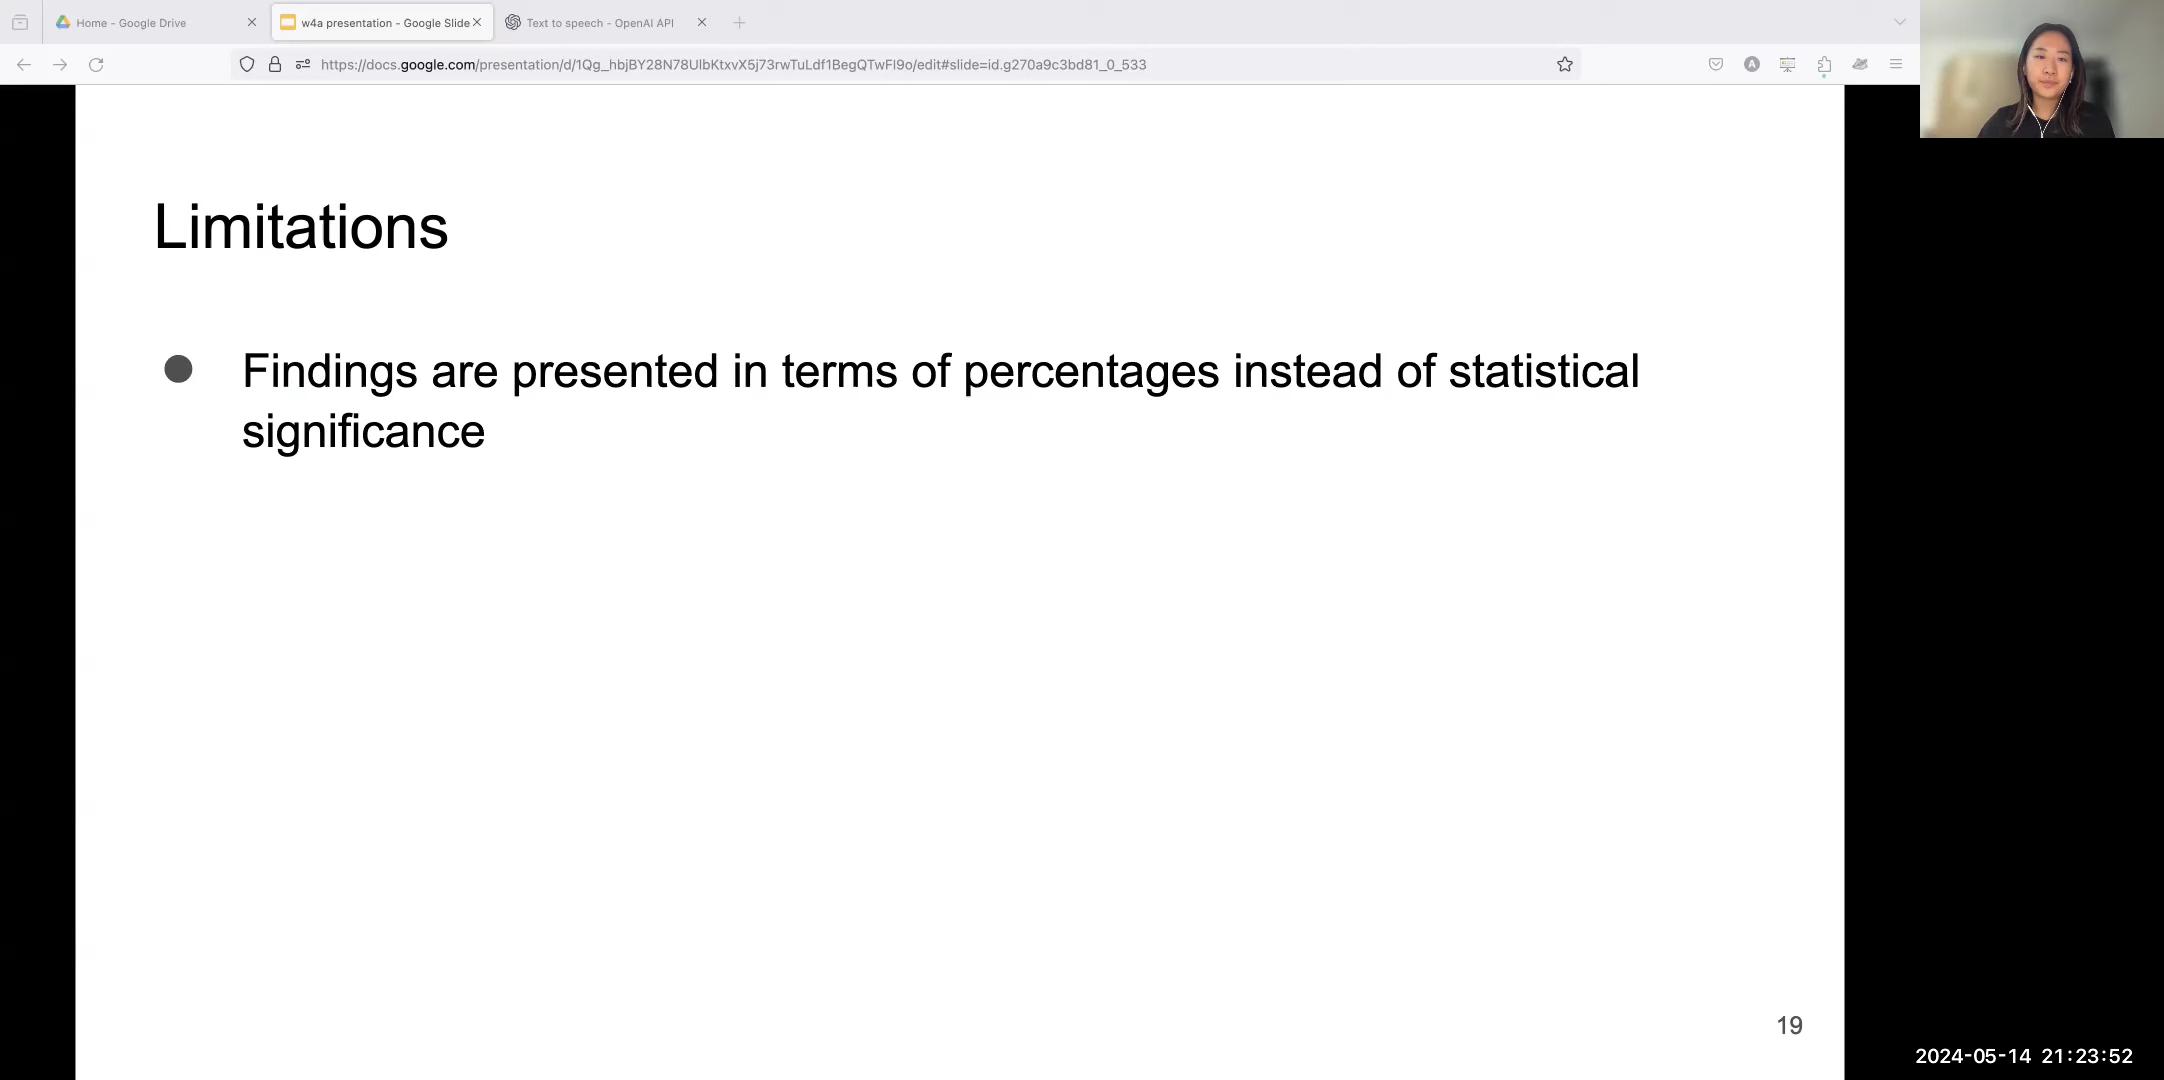 Home - Google Drive
w4a presentation - Google Slide
Text to speech - OpenAI API
https://docs.google.com/presentation/d/1Qg_hbjBY28N78UlbKtxvX5j73rwTuLdf1BegQTwFl9o/edit#slide=id.g270a9c3bd81_0_533
A
Limitations
● Findings are presented in terms of percentages instead of statistical
significance
19
2024-05-14 21:23:52